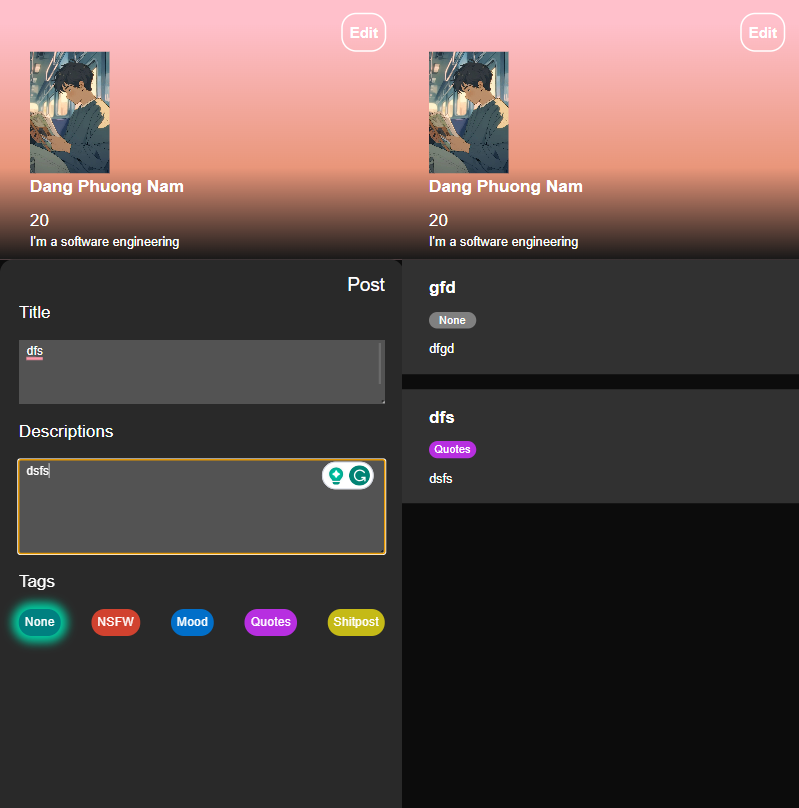 Edit
Dang Phuong Nam
20
I'm a software engineering
Post
Title
dfs
Descriptions
dsfs
Tags
None NSFW Mood Quotes Shitpost
Edit
Dang Phuong Nam
20
I'm a software engineering
gfd
None
dfgd
dfs
Quotes
dsfs